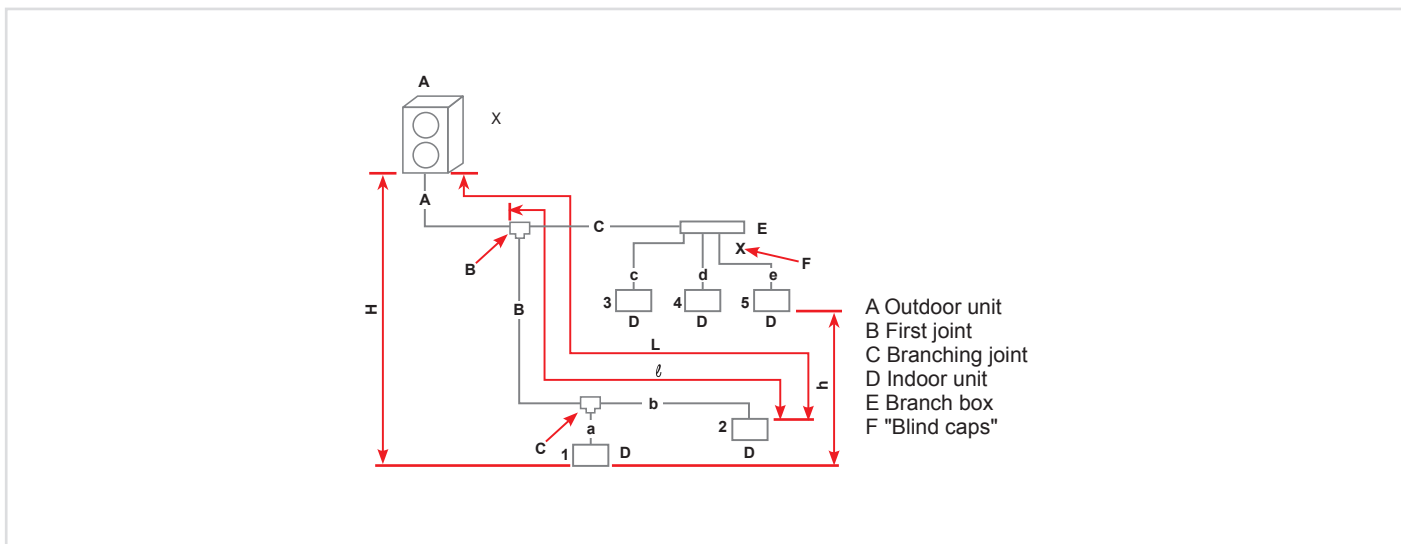 A
X
A
C
E
X
F
B
c
d
e
3
4
5
D
D
D
H
B
L
ℓ
h
b
a
2
C
1
D
D
A Outdoor unit
B First joint
C Branching joint
D Indoor unit
E Branch box
F "Blind caps"